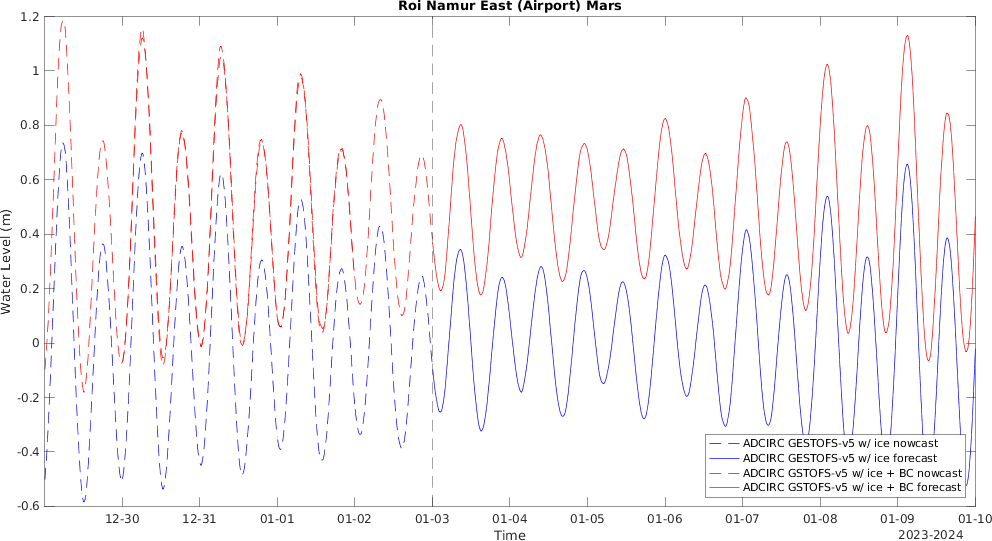 Roi Namur East (Airport) Mars
Water Level (m)
1.2
1
0.8
0.6
0.4
0.2
0
-0.2
-0.4
-0.6
ADCIRC GESTOFS-v5 w/ ice nowcast
ADCIRC GESTOFS-v5 w/ ice forecast
ADCIRC GSTOFS-v5 w/ ice + BC nowcast
ADCIRC GSTOFS-v5 w/ ice + BC forecast
12-30 12-31 01-01 01-02 01-03 01-04 01-05 01-06 01-07 01-08 01-09 01-10
Time
2023-2024